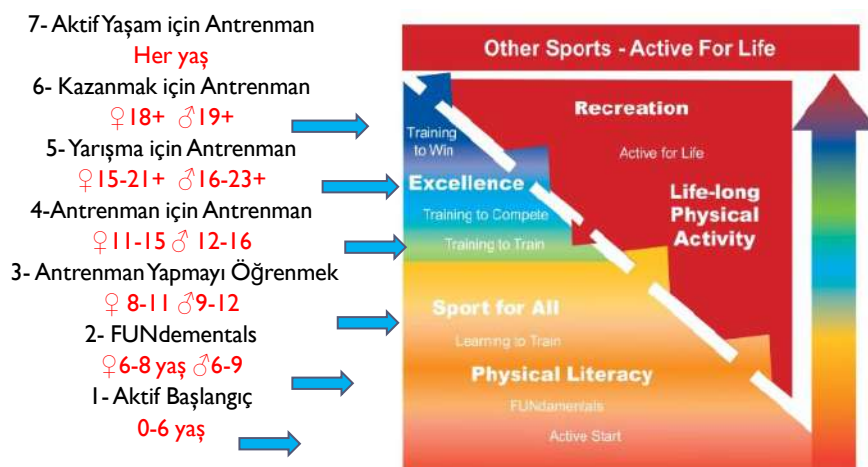 7- Aktif Yaşam için Antrenman
Her yaş
6- Kazanmak için Antrenman
♀18+ ♂19+
5- Yarışma için Antrenman
♀15-21+ ♂16-23+
4-Antrenman için Antrenman
♀11-15 ♂ 12-16
3- Antrenman Yapmayı Öğrenmek
♀ 8-11 ♂9-12
2- FUNdementals
♀6-8 yaş ♂6-9
1- Aktif Başlangıç
0-6 yaş
Other Sports - Active For Life
Recreation
Training
to Win
Active for Life
Excellence
Life-long
Physical
Activity
Training to Compete
Training to Train
Sport for All
Learning to Train
Physical Literacy
FUNdamentals
Active Start